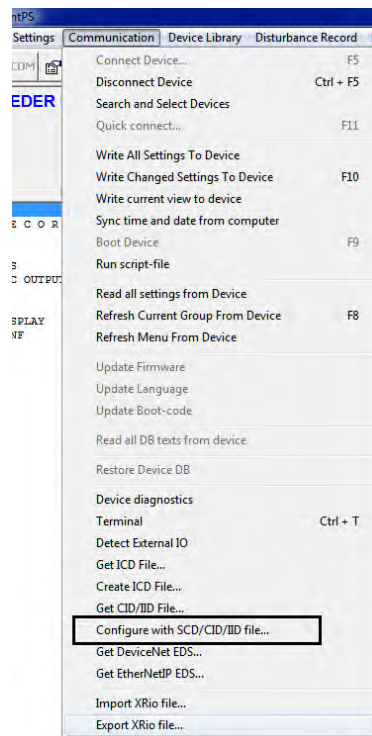 ntPS
Settings Communication Device Library Disturbance Record
COM
EEDER
E C O R
S
C OUTPU
SPLAY
NF
Connect Device... F5
Disconnect Device Ctrl + F5
Search and Select Devices
Quick connect... F11
Write All Settings To Device
Write Changed Settings To Device F10
Write current view to device
Sync time and date from computer
Boot Device F9
Run script-file
Read all settings from Device
Refresh Current Group From Device F8
Refresh Menu From Device
Update Firmware
Update Language
Update Boot-code
Read all DB texts from device
Restore Device DB
Device diagnostics
Terminal Ctrl + T
Detect External IO
Get ICD File...
Create ICD File...
Get CID/IID File...
Configure with SCD/CID/IID file...
Get DeviceNet EDS...
Get EtherNetIP EDS...
Import XRio file...
Export XRio file...